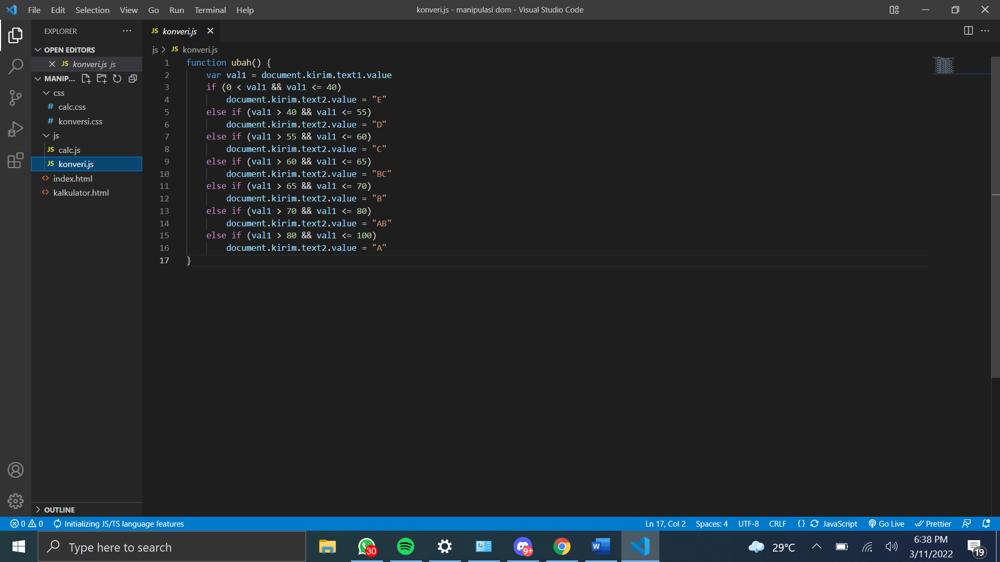 File Edit Selection View Go Run Terminal Help
konveri.js - manipulasi dom - Visual Studio Code
EXPLORER
OPEN EDITORS
JS konveri.js js
MANIP...
css
# calc.css
# konversi.css
js
JS calc.js
JS konveri.js
<> index.html
<> kalkulator.html
OUTLINE
JS konveri.js
js > JS konveri.js
1 function ubah() {
2     var val1 = document.kirim.text1.value
3     if (0 < val1 && val1 <= 40)
4         document.kirim.text2.value = "E"
5     else if (val1 > 40 && val1 <= 55)
6         document.kirim.text2.value = "D"
7     else if (val1 > 55 && val1 <= 60)
8         document.kirim.text2.value = "C"
9     else if (val1 > 60 && val1 <= 65)
10         document.kirim.text2.value = "BC"
11     else if (val1 > 65 && val1 <= 70)
12         document.kirim.text2.value = "B"
13     else if (val1 > 70 && val1 <= 80)
14         document.kirim.text2.value = "AB"
15     else if (val1 > 80 && val1 <= 100)
16         document.kirim.text2.value = "A"
17 }
0 0 Initializing JS/TS language features
Ln 17, Col 2 Spaces: 4 UTF-8 CRLF {} JavaScript Go Live Prettier
Type here to search
30
9+
W
29°C
6:38 PM
3/11/2022
19